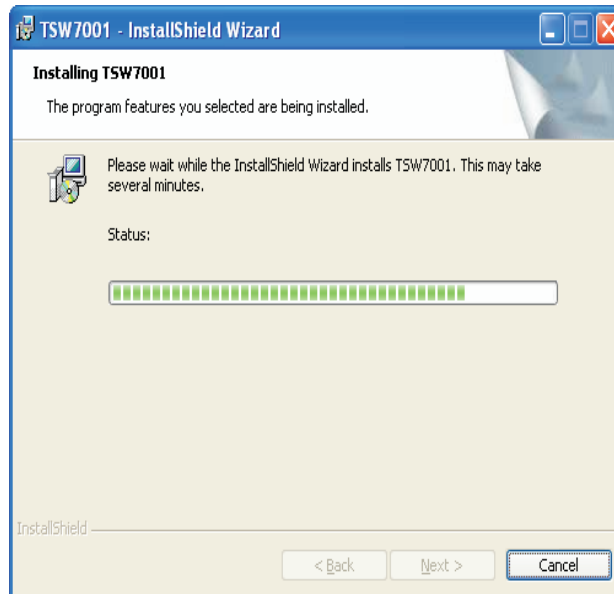 TSW7001 - InstallShield Wizard
Installing TSW7001
The program features you selected are being installed.
Please wait while the InstallShield Wizard installs TSW7001. This may take
several minutes.
Status:
InstallShield
< Back Next > Cancel